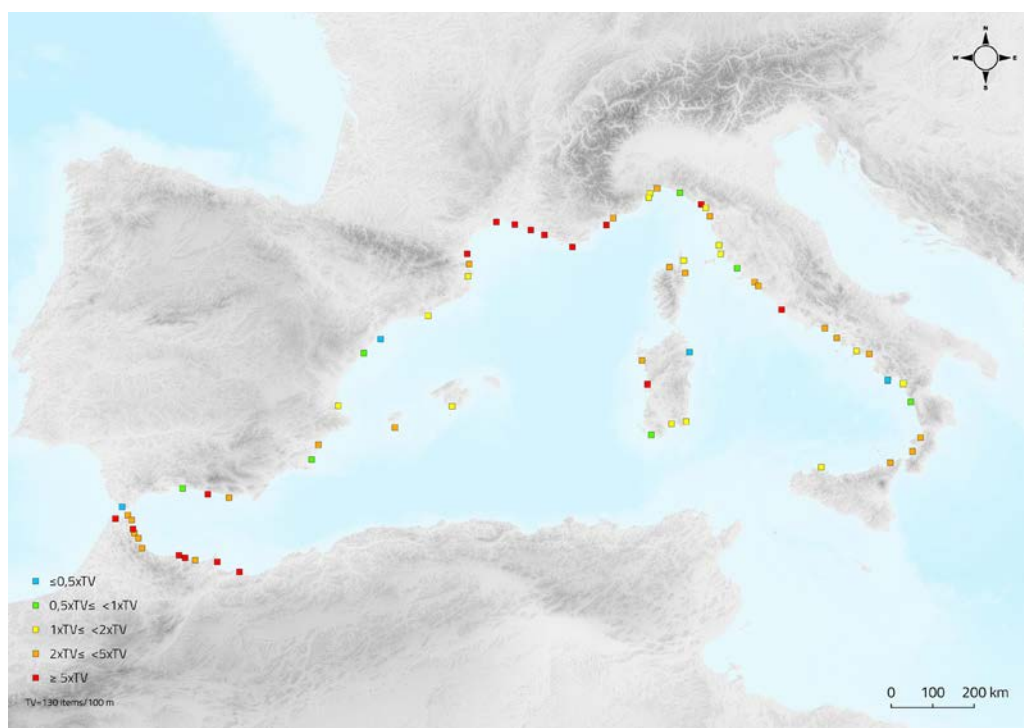 N
W E
S
≤0,5xTV
0,5xTV≤ <1xTV
1xTV≤ <2xTV
2xTV≤ <5xTV
≥ 5xTV
TV=130 items/100 m
0 100 200 km